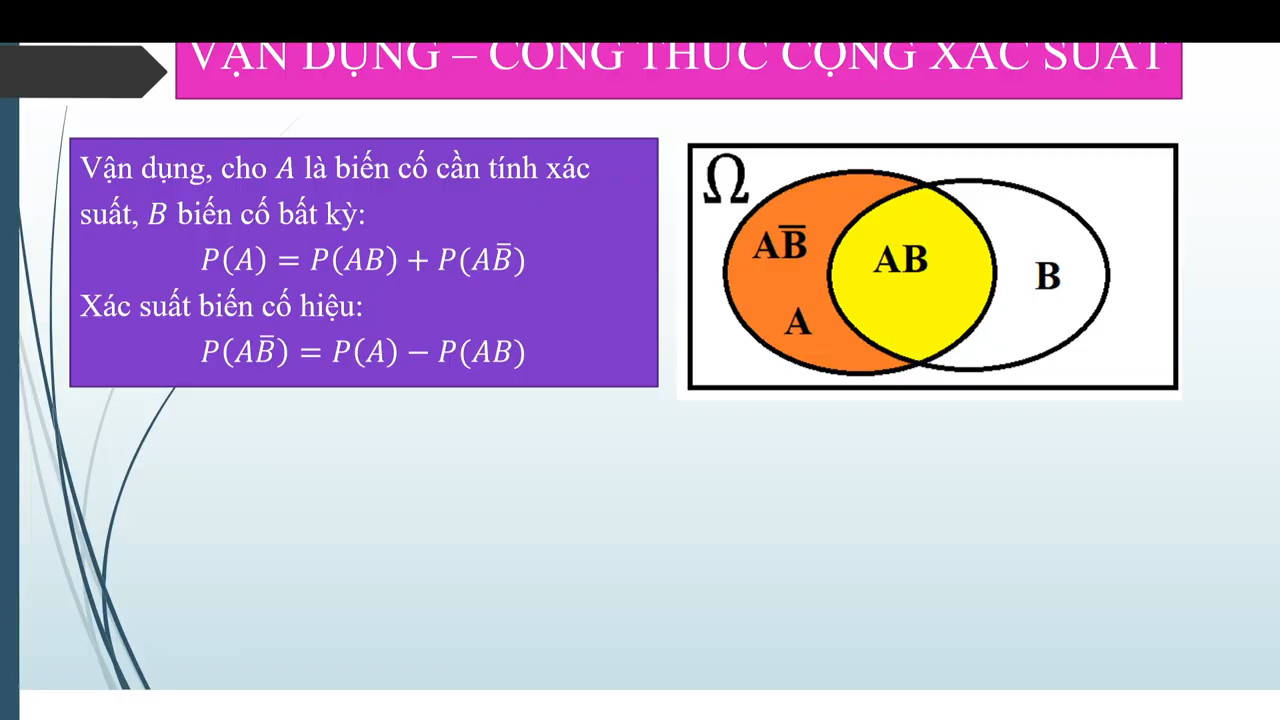 VẬN DỤNG – CÔNG THỨC CỘNG XÁC SUẤT
Vận dụng, cho A là biến cố cần tính xác
suất, B biến cố bất kỳ:
P(A) = P(AB) + P(AB̅)
Xác suất biến cố hiệu:
P(AB̅) = P(A) − P(AB)
Ω
AB̅
AB
B
A